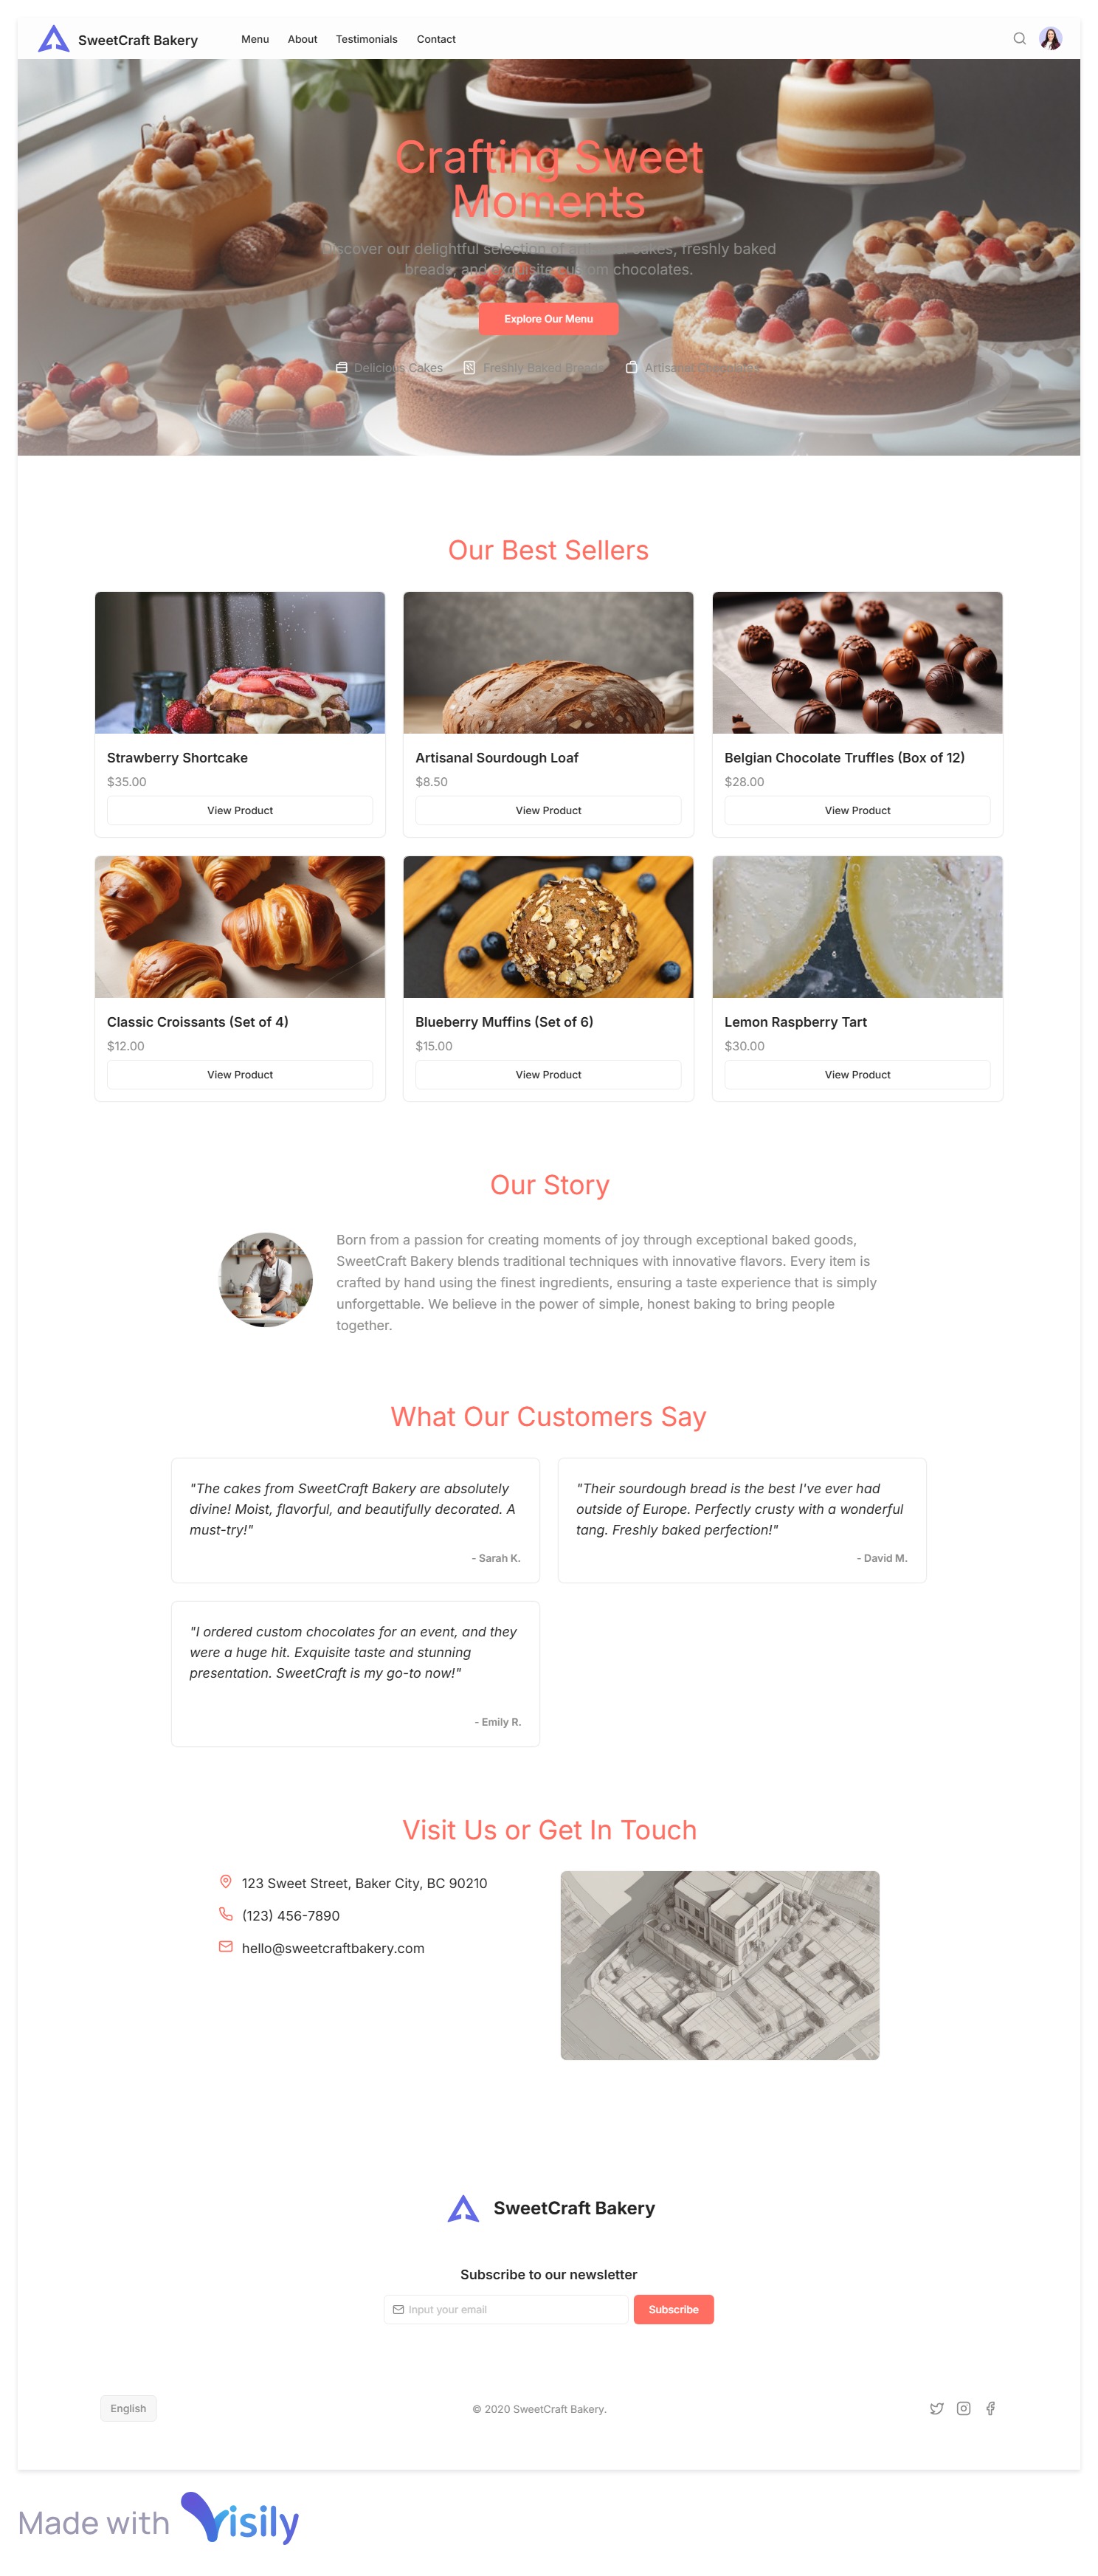 SweetCraft Bakery
Menu
About
Testimonials
Contact
Crafting Sweet
Moments
Discover our delightful selection of cakes, freshly baked
breads, and exquisite custom chocolates.
Explore Our Menu
Delicious Cakes
Freshly Baked Breads
Artisanal
Our Best Sellers
Strawberry Shortcake
$35.00
View Product
Artisanal Sourdough Loaf
$8.50
View Product
Belgian Chocolate Truffles (Box of 12)
$28.00
View Product
Classic Croissants (Set of 4)
$12.00
View Product
Blueberry Muffins (Set of 6)
$15.00
View Product
Lemon Raspberry Tart
$30.00
View Product
Our Story
Born from a passion for creating moments of joy through exceptional baked goods,
SweetCraft Bakery blends traditional techniques with innovative flavors. Every item is
crafted by hand using the finest ingredients, ensuring a taste experience that is simply
unforgettable. We believe in the power of simple, honest baking to bring people
together.
What Our Customers Say
"The cakes from SweetCraft Bakery are absolutely
divine! Moist, flavorful, and beautifully decorated. A
must-try!"
- Sarah K.
"Their sourdough bread is the best I've ever had
outside of Europe. Perfectly crusty with a wonderful
tang. Freshly baked perfection!"
- David M.
"I ordered custom chocolates for an event, and they
were a huge hit. Exquisite taste and stunning
presentation. SweetCraft is my go-to now!"
- Emily R.
Visit Us or Get In Touch
123 Sweet Street, Baker City, BC 90210
(123) 456-7890
hello@sweetcraftbakery.com
SweetCraft Bakery
Subscribe to our newsletter
Input your email
Subscribe
English
© 2020 SweetCraft Bakery.
Made with Visily